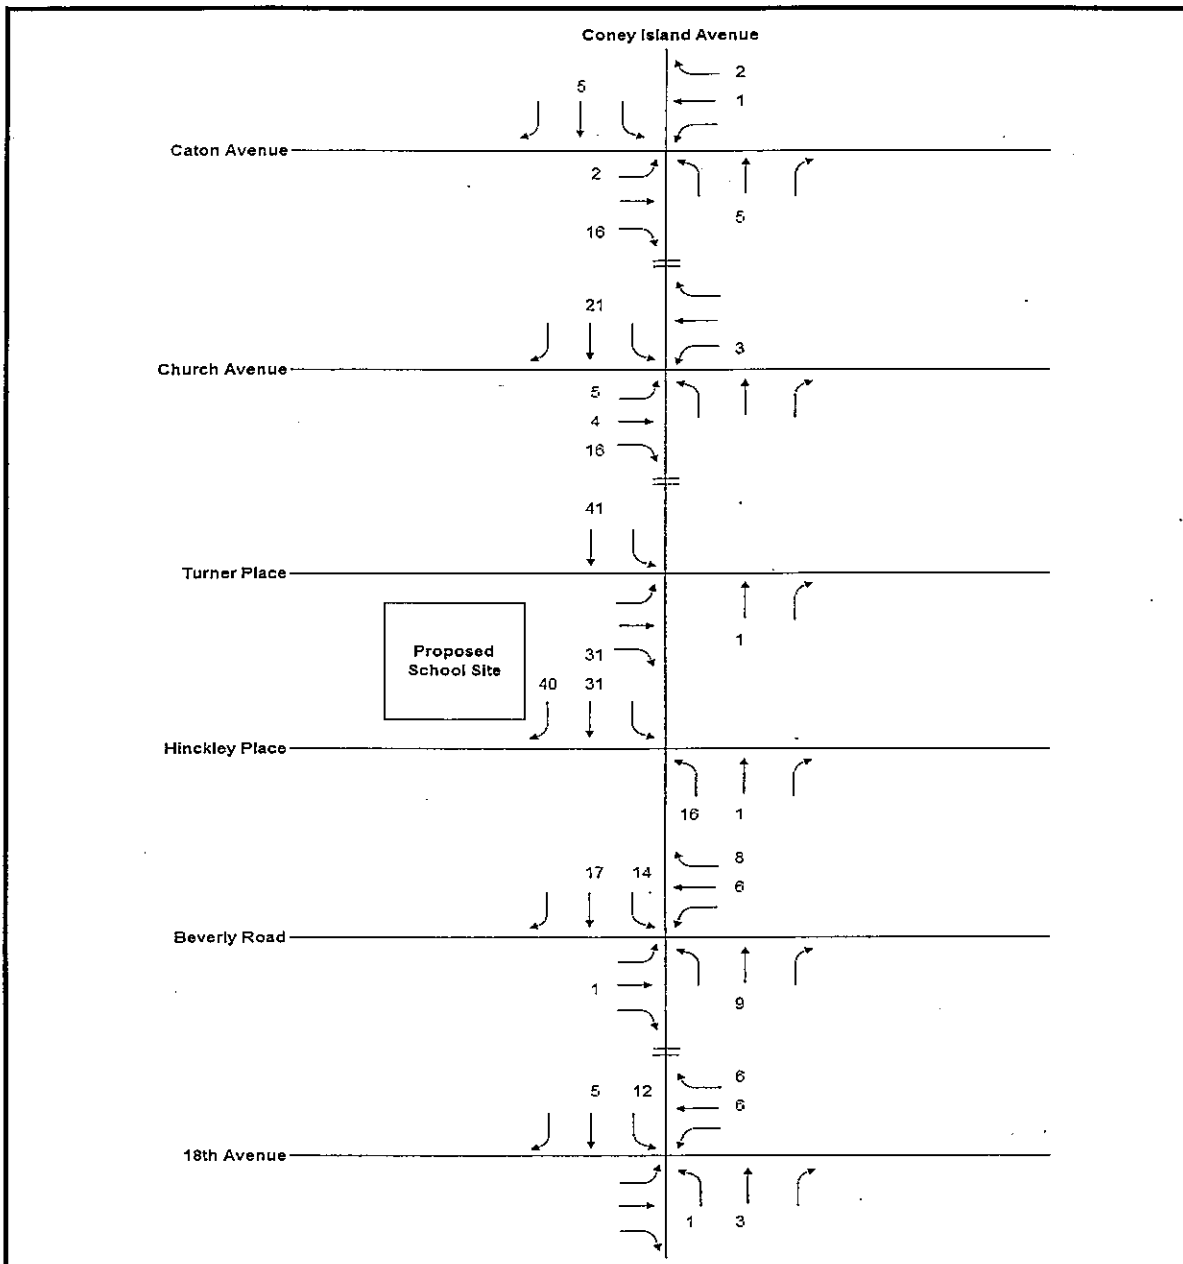 Coney Island Avenue
2
5
1
Caton Avenue
2
5
16
21
3
Church Avenue
5
4
16
41
Turner Place
1
Proposed
School Site
31
40 31
Hinckley Place
16 1
8
17 14
6
Beverly Road
1
9
6
5 12
6
18th Avenue
1 3